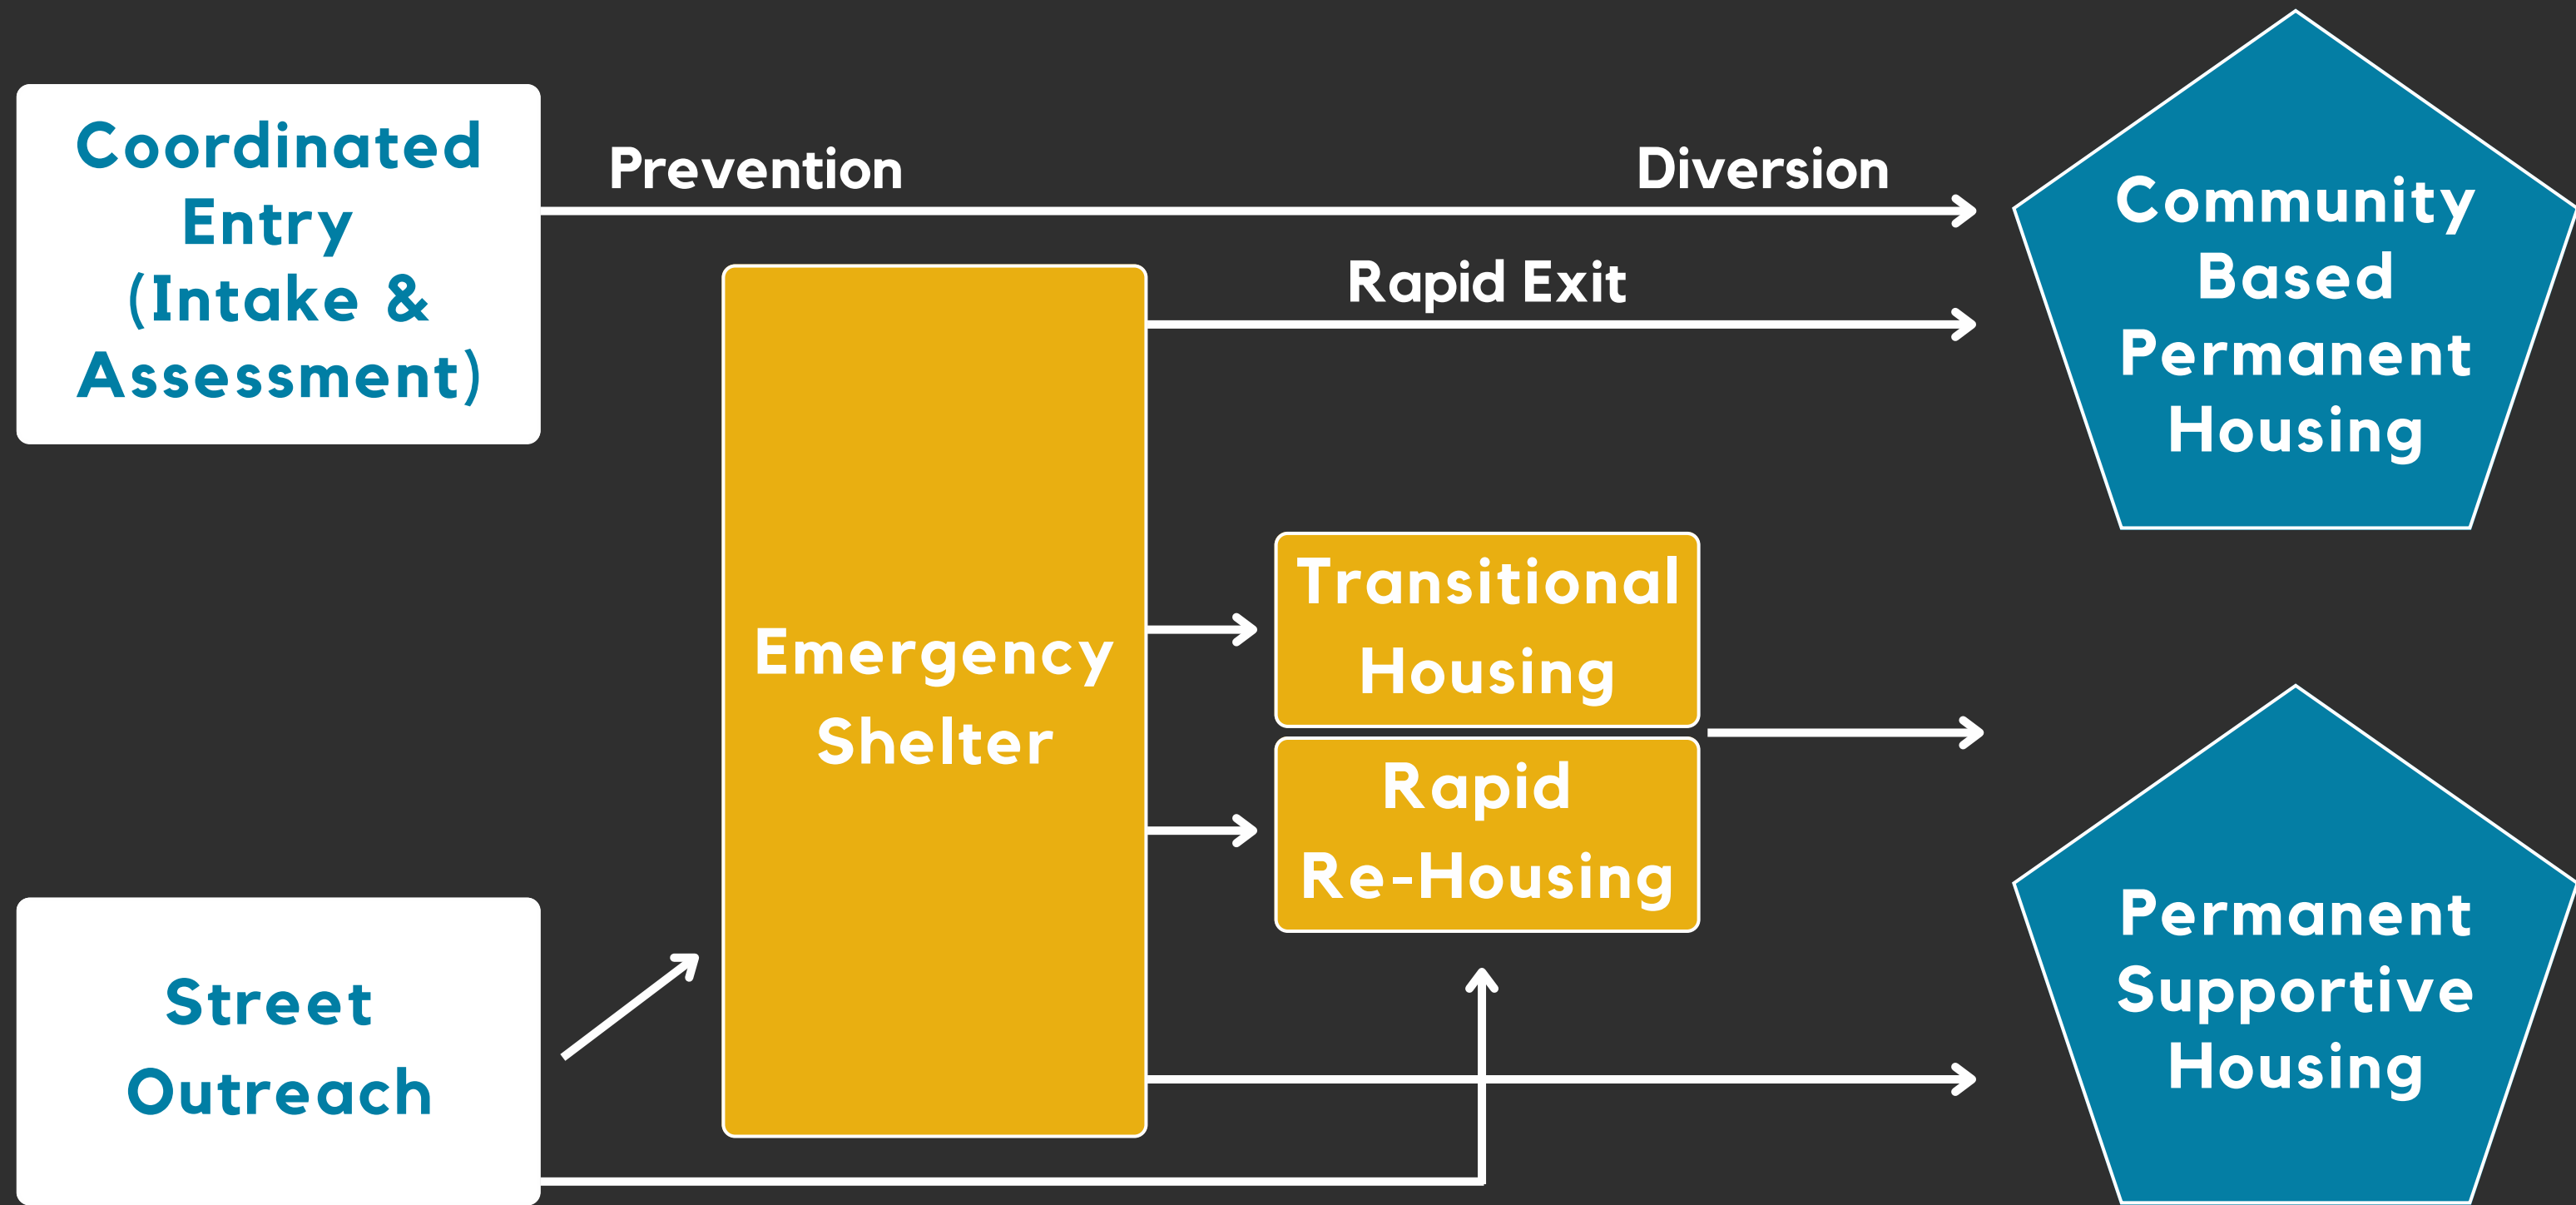 Coordinated
Entry
(Intake &
Assessment)
Prevention
Diversion
Rapid Exit
Community
Based
Permanent
Housing
Emergency
Shelter
Transitional
Housing
Rapid
Re-Housing
Street
Outreach
Permanent
Supportive
Housing